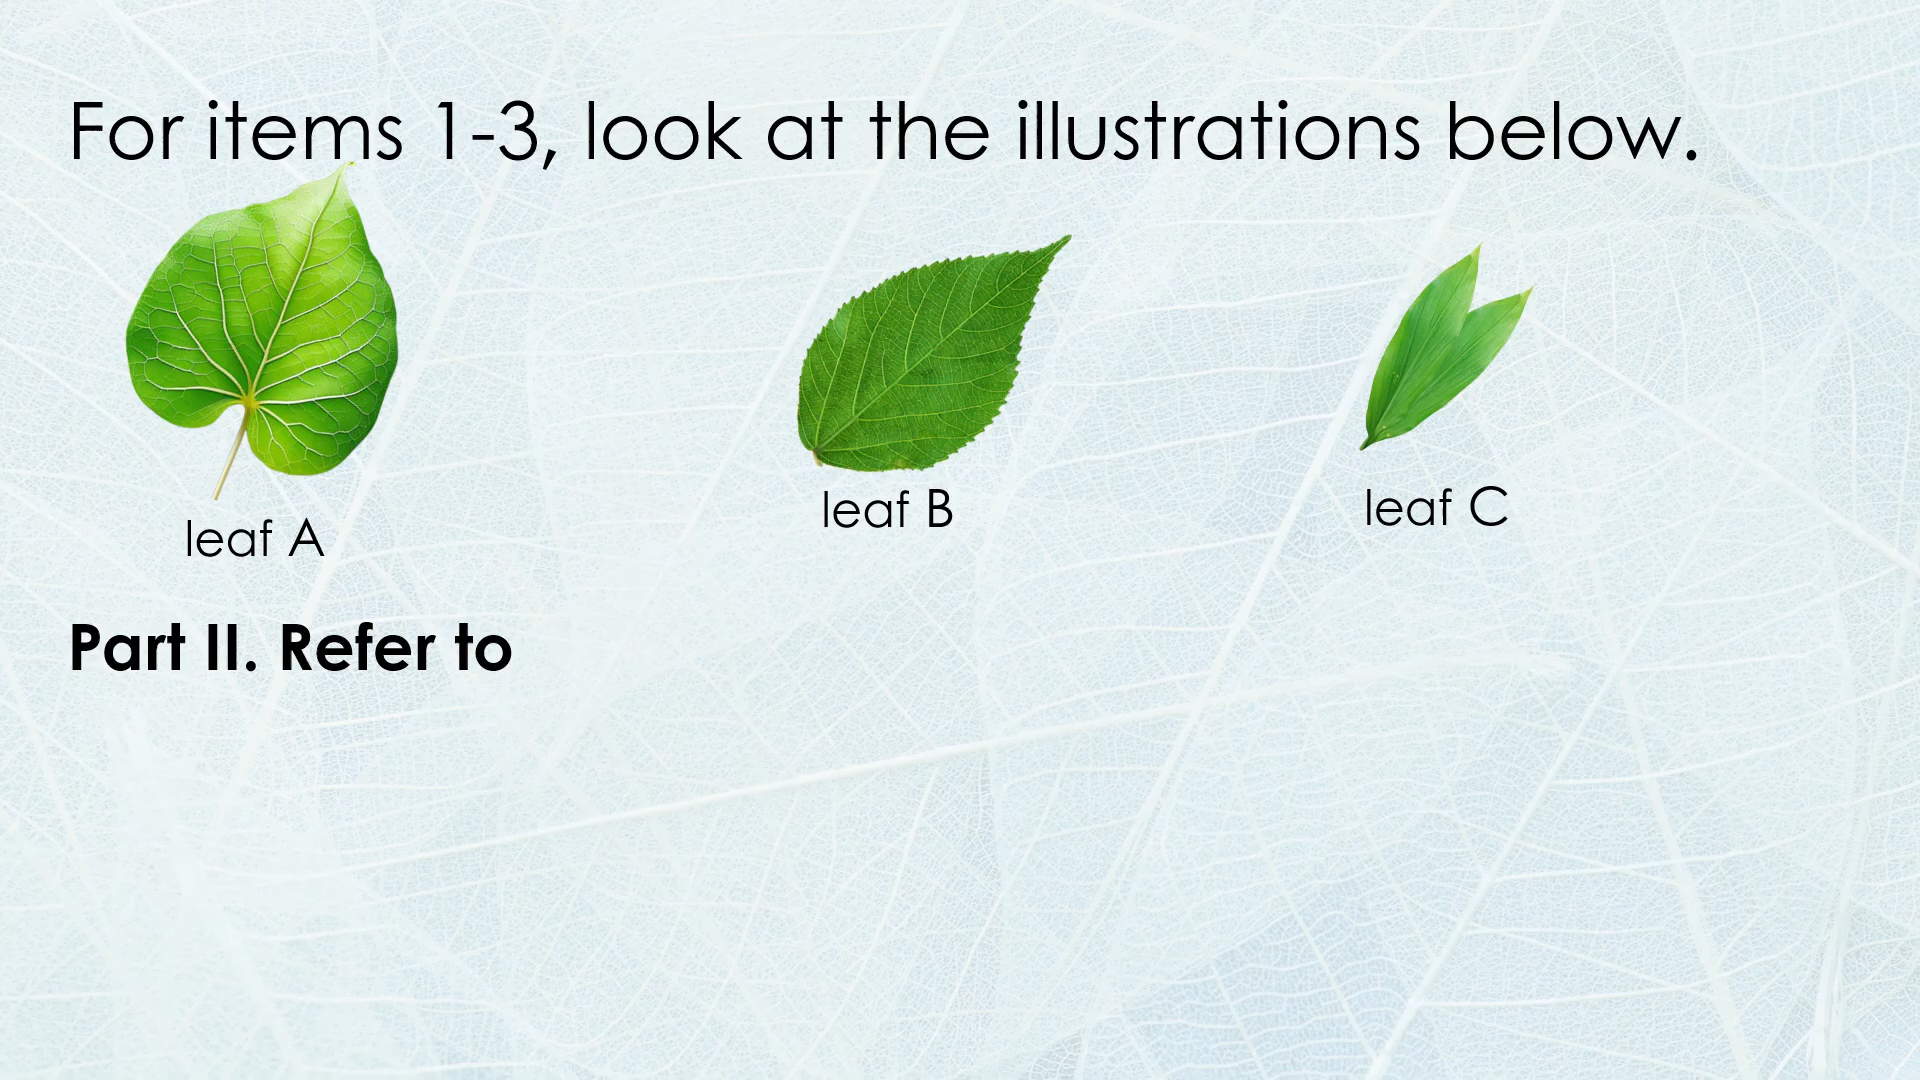 For items 1-3, look at the illustrations below.
leaf A
leaf B
leaf C
Part II. Refer to